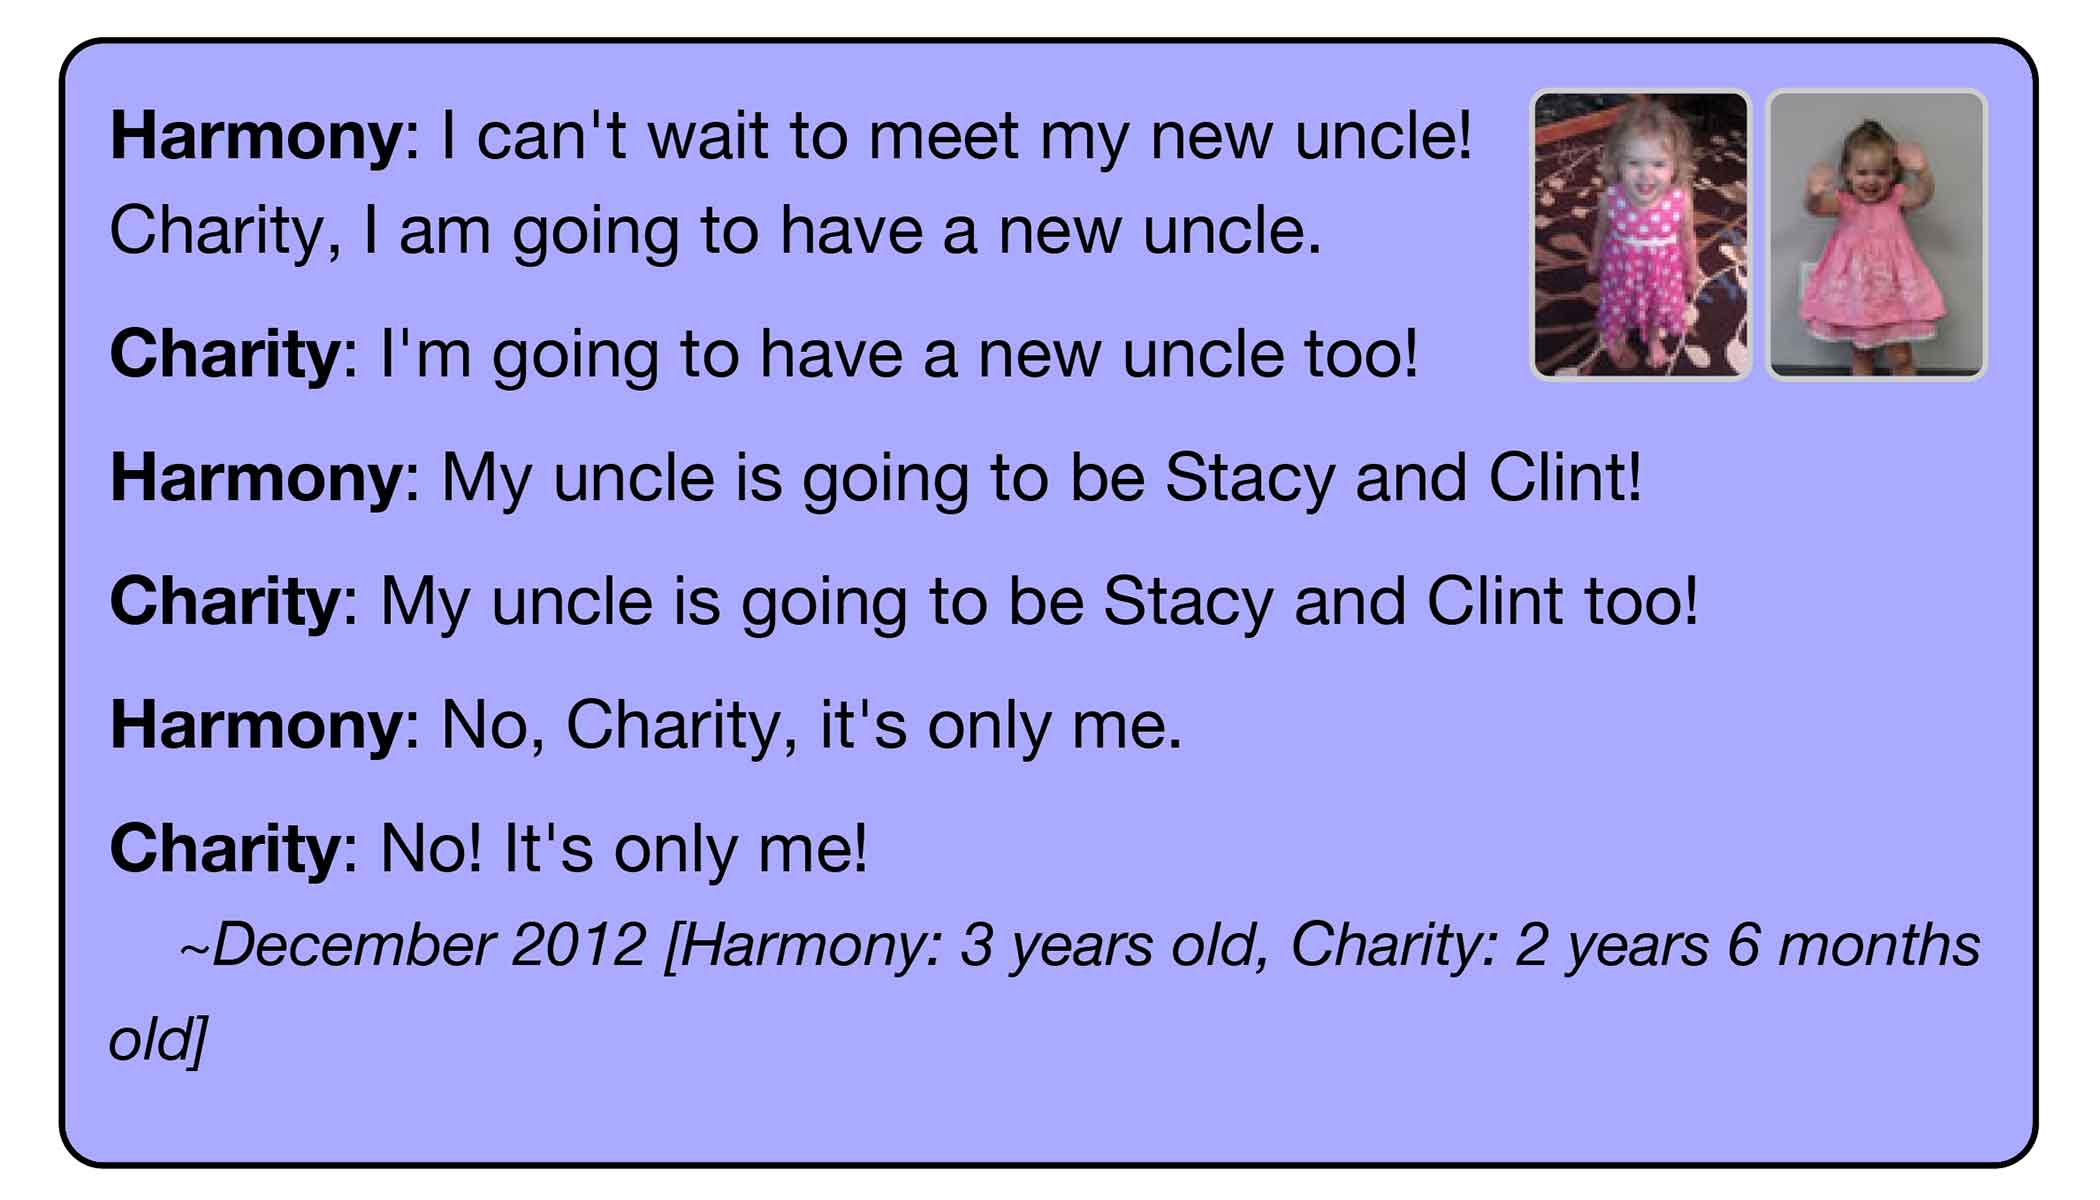 Harmony: I can't wait to meet my new uncle!
Charity, I am going to have a new uncle.
Charity: I'm going to have a new uncle too!
Harmony: My uncle is going to be Stacy and Clint!
Charity: My uncle is going to be Stacy and Clint too!
Harmony: No, Charity, it's only me.
Charity: No! It's only me!
~December 2012 [Harmony: 3 years old, Charity: 2 years 6 months
old]